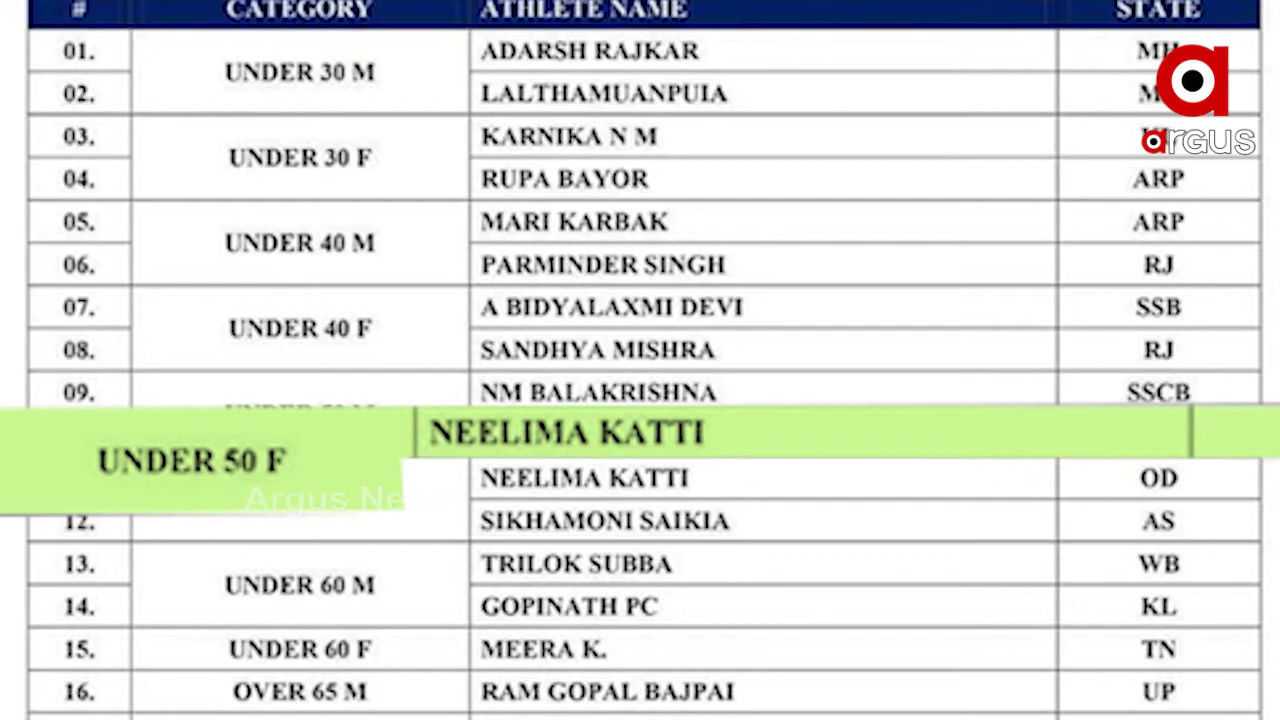 # CATEGORY ATHLETE NAME STATE
01. UNDER 30 M ADARSH RAJKAR
02. LALTHAMUANPUIA
03. UNDER 30 F KARNIKA N M
04. RUPA BAYOR ARP
05. UNDER 40 M MARI KARBAK ARP
06. PARMINDER SINGH RJ
07. UNDER 40 F A BIDYALAXMI DEVI SSB
08. SANDHYA MISHRA RJ
09. NM BALAKRISHNA SSCB
UNDER 50 F NEELIMA KATTI
NEELIMA KATTI OD
12. SIKHAMONI SAIKIA AS
13. UNDER 60 M TRILOK SUBBA WB
14. GOPINATH PC KL
15. UNDER 60 F MEERA K. TN
16. OVER 65 M RAM GOPAL BAJPAI UP
a
argus
Argus